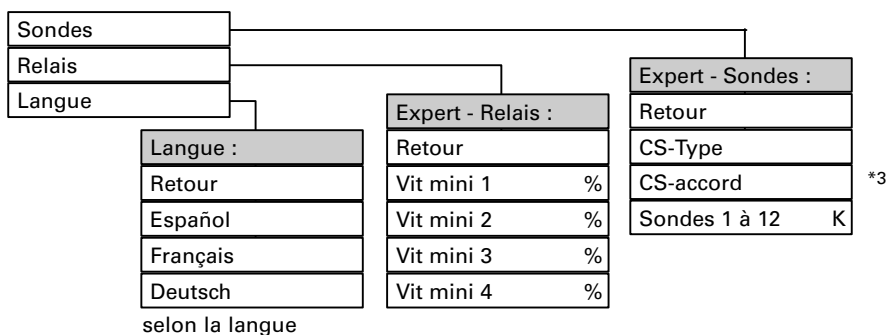 Sondes
Relais
Langue
Langue :
Retour
Español
Français
Deutsch
selon la langue
Expert - Relais :
Retour
Vit mini 1 %
Vit mini 2 %
Vit mini 3 %
Vit mini 4 %
Expert - Sondes :
Retour
CS-Type
CS-accord *3
Sondes 1 à 12 K